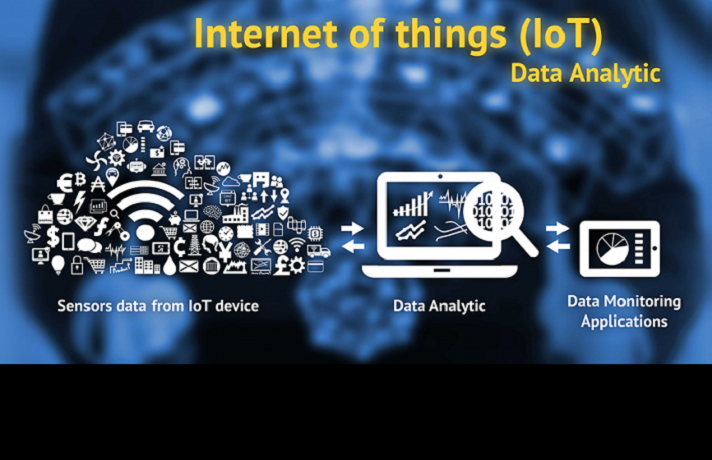 Internet of things (IoT)
Data Analytic
Sensors data from IoT device
Data Analytic
Data Monitoring
Applications